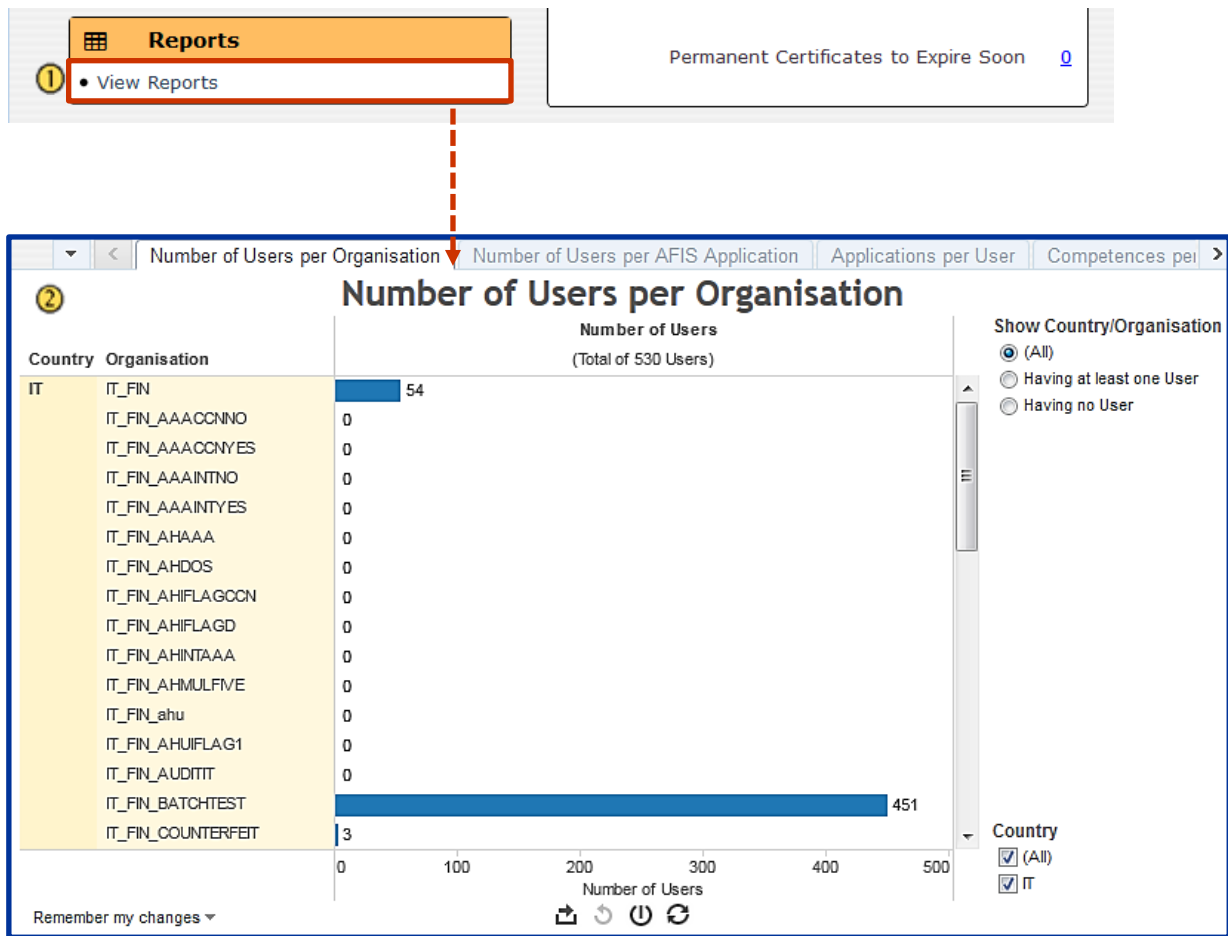 Reports
① • View Reports
Permanent Certificates to Expire Soon 0
Number of Users per Organisation Number of Users per AFIS Application Applications per User Competences per
②
Number of Users per Organisation
Number of Users
(Total of 530 Users)
Country Organisation
IT IT_FIN 54
IT_FIN_AAACCNNO 0
IT_FIN_AAACCNYES 0
IT_FIN_AAAINTNO 0
IT_FIN_AAAINTYES 0
IT_FIN_AHAAA 0
IT_FIN_AHDOS 0
IT_FIN_AHIFLAGCCN 0
IT_FIN_AHIFLAGD 0
IT_FIN_AHINTAAA 0
IT_FIN_AHMULFIVE 0
IT_FIN_ahu 0
IT_FIN_AHUIFLAG1 0
IT_FIN_AUDITIT 0
IT_FIN_BATCHTEST 451
IT_FIN_COUNTERFEIT 3
0 100 200 300 400 500
Number of Users
Show Country/Organisation
(All)
Having at least one User
Having no User
Country
(All)
IT
Remember my changes